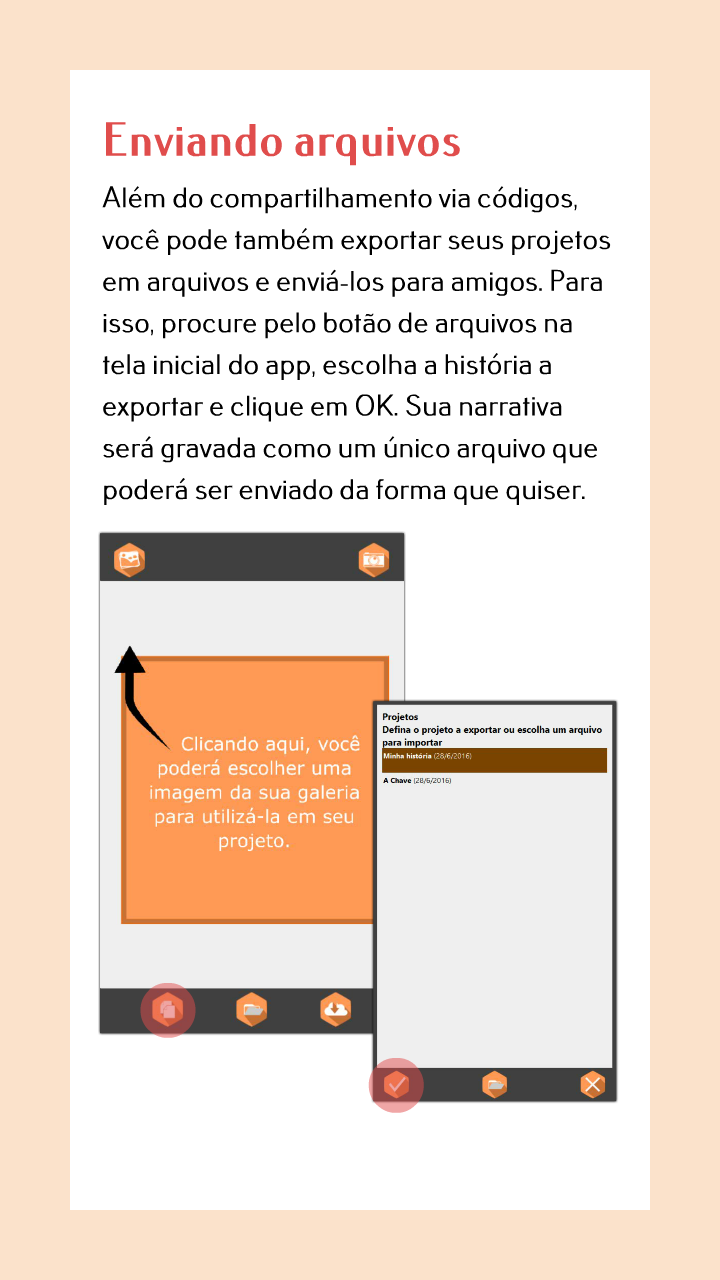 Enviando arquivos
Além do compartilhamento via códigos,
você pode também exportar seus projetos
em arquivos e enviá-los para amigos. Para
isso, procure pelo botão de arquivos na
tela inicial do app, escolha a história a
exportar e clique em OK. Sua narrativa
será gravada como um único arquivo que
poderá ser enviado da forma que quiser.
Clicando aqui, você
poderá escolher uma
imagem da sua galeria
para utilizá-la em seu
projeto.
Projetos
Defina o projeto a exportar ou escolha um arquivo
para importar
Minha história (28/6/2016)
A Chave (28/6/2016)